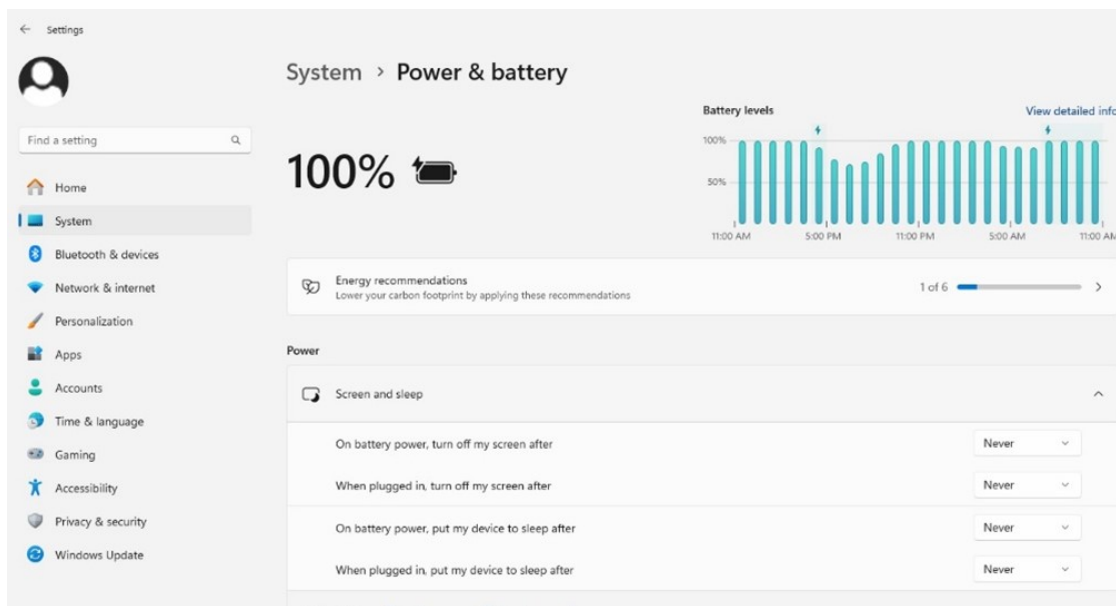 Settings
System > Power & battery
Find a setting
Home
System
Bluetooth & devices
Network & internet
Personalization
Apps
Accounts
Time & language
Gaming
Accessibility
Privacy & security
Windows Update
100%
Battery levels
View detailed info
100%
50%
11:00 AM 5:00 PM 11:00 PM 5:00 AM 11:00 AM
Energy recommendations
Lower your carbon footprint by applying these recommendations
1 of 6
Power
Screen and sleep
On battery power, turn off my screen after Never
When plugged in, turn off my screen after Never
On battery power, put my device to sleep after Never
When plugged in, put my device to sleep after Never